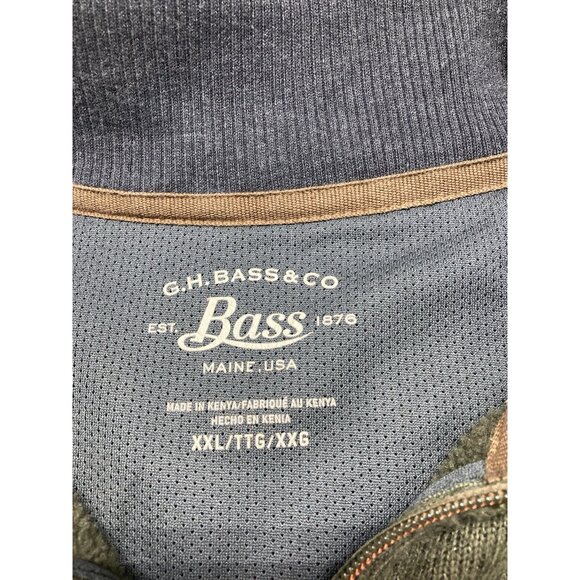 G.H. BASS & CO
EST. Bass 1876
MAINE, USA
MADE IN KENYA/FABRIQUÉ AU KENYA
HECHO EN KENIA
XXL/TTG/XXG